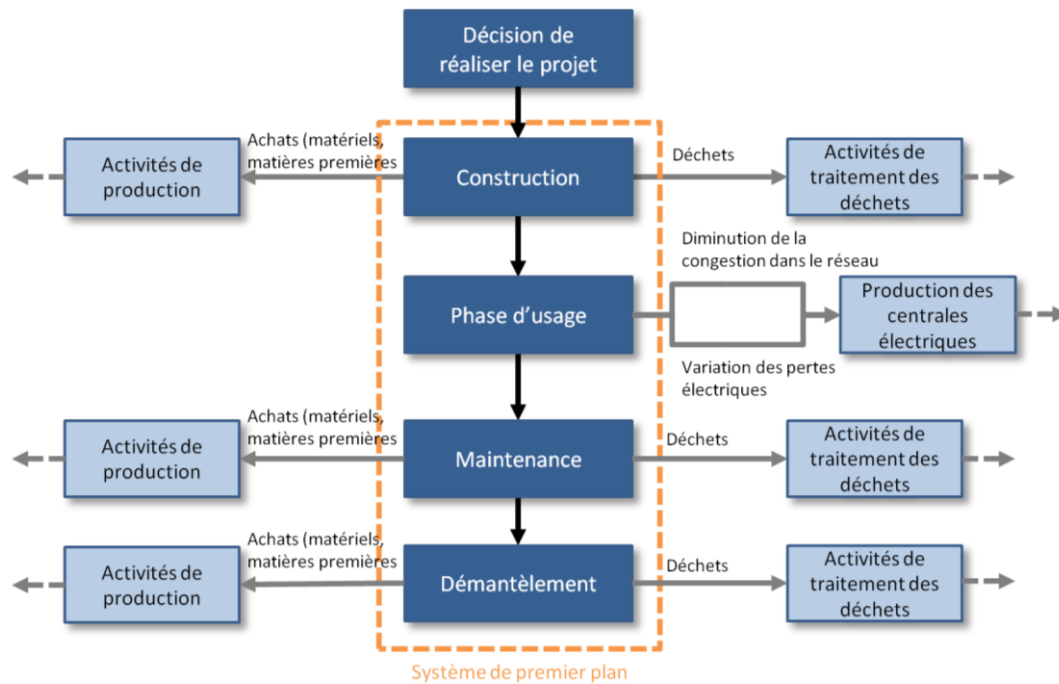 Décision de
réaliser le projet
Achats (matériels,
matières premières
Activités de
production
Construction
Déchets
Activités de
traitement des
déchets
Diminution de la
congestion dans le réseau
Phase d'usage
Production des
centrales
électriques
Variation des pertes
électriques
Achats (matériels,
matières premières
Activités de
production
Maintenance
Déchets
Activités de
traitement des
déchets
Achats (matériels,
matières premières
Activités de
production
Démantèlement
Déchets
Activités de
traitement des
déchets
Système de premier plan